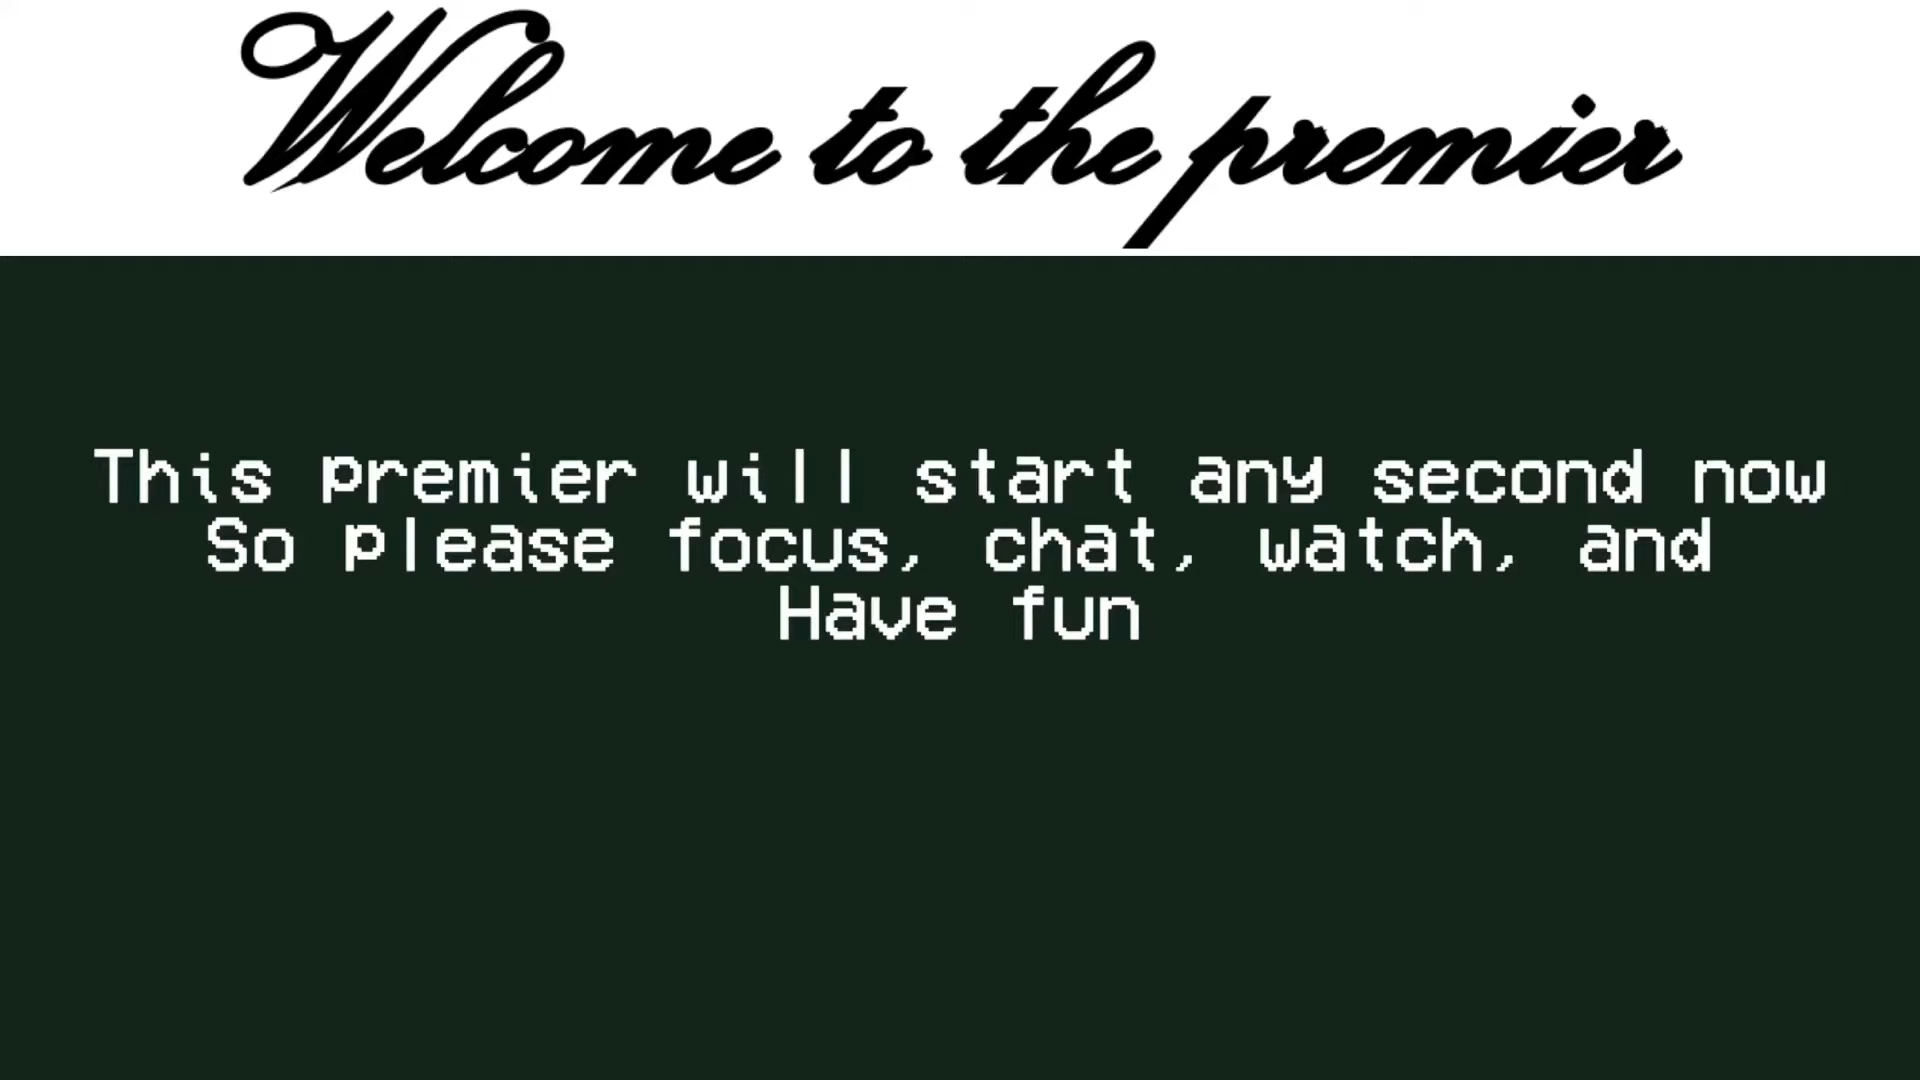 Welcome to the premier
This premier will start any second now
So please focus, chat, watch, and
Have fun